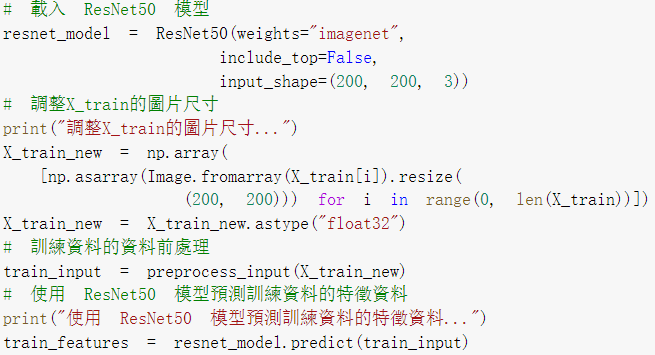 # 載入 ResNet50 模型
resnet_model = ResNet50(weights="imagenet",
                        include_top=False,
                        input_shape=(200, 200, 3))
# 調整X_train的圖片尺寸
print("調整X_train的圖片尺寸...")
X_train_new = np.array(
    [np.asarray(Image.fromarray(X_train[i]).resize(
                    (200, 200))) for i in range(0, len(X_train))])
X_train_new = X_train_new.astype("float32")
# 訓練資料的資料前處理
train_input = preprocess_input(X_train_new)
# 使用 ResNet50 模型預測訓練資料的特徵資料
print("使用 ResNet50 模型預測訓練資料的特徵資料...")
train_features = resnet_model.predict(train_input)